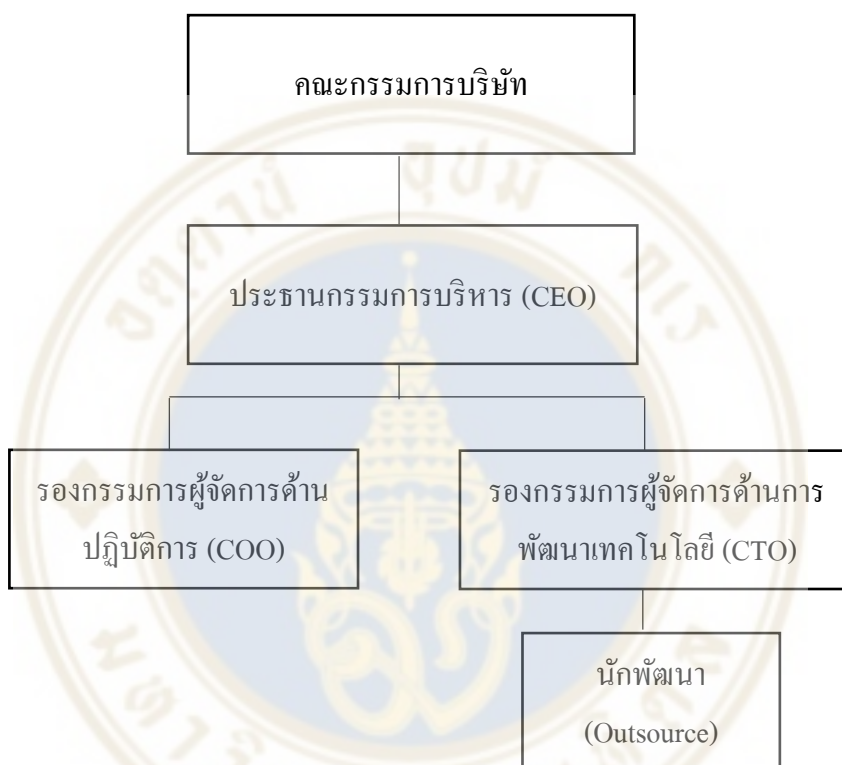 คณะกรรมการบริษัท
ประธานกรรมการบริหาร (CEO)
รองกรรมการผู้จัดการด้าน
ปฏิบัติการ (COO)
รองกรรมการผู้จัดการด้านการ
พัฒนาเทคโนโลยี (CTO)
นักพัฒนา
(Outsource)